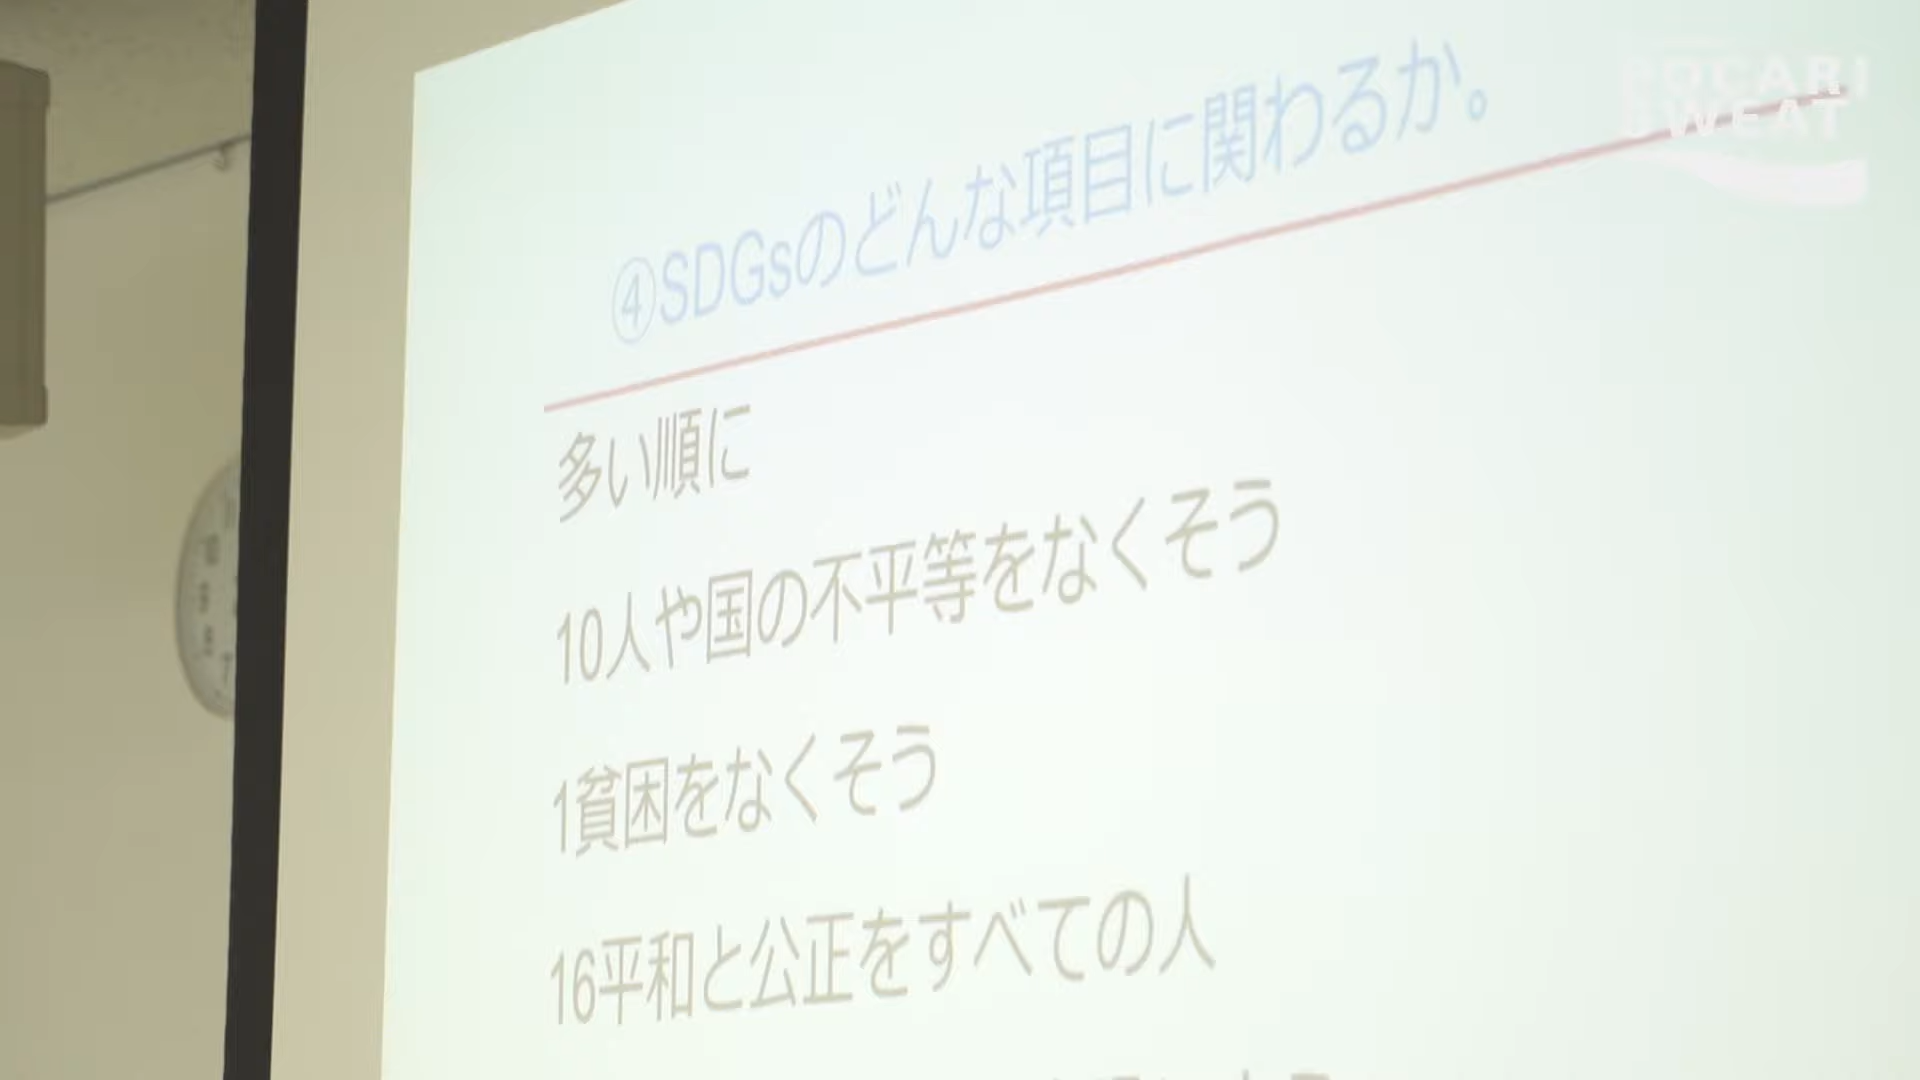 POCARI
SWEAT
④SDGsのどんな項目に関わるか。
多い順に
10人や国の不平等をなくそう
1貧困をなくそう
16平和と公正をすべての人